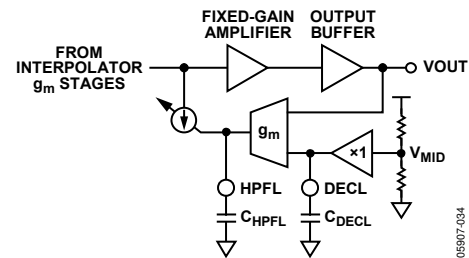 FIXED-GAIN
AMPLIFIER
OUTPUT
BUFFER
FROM
INTERPOLATOR
gm STAGES
VOUT
gm
×1
VMID
HPFL
DECL
CHPFL
CDECL
05907-034